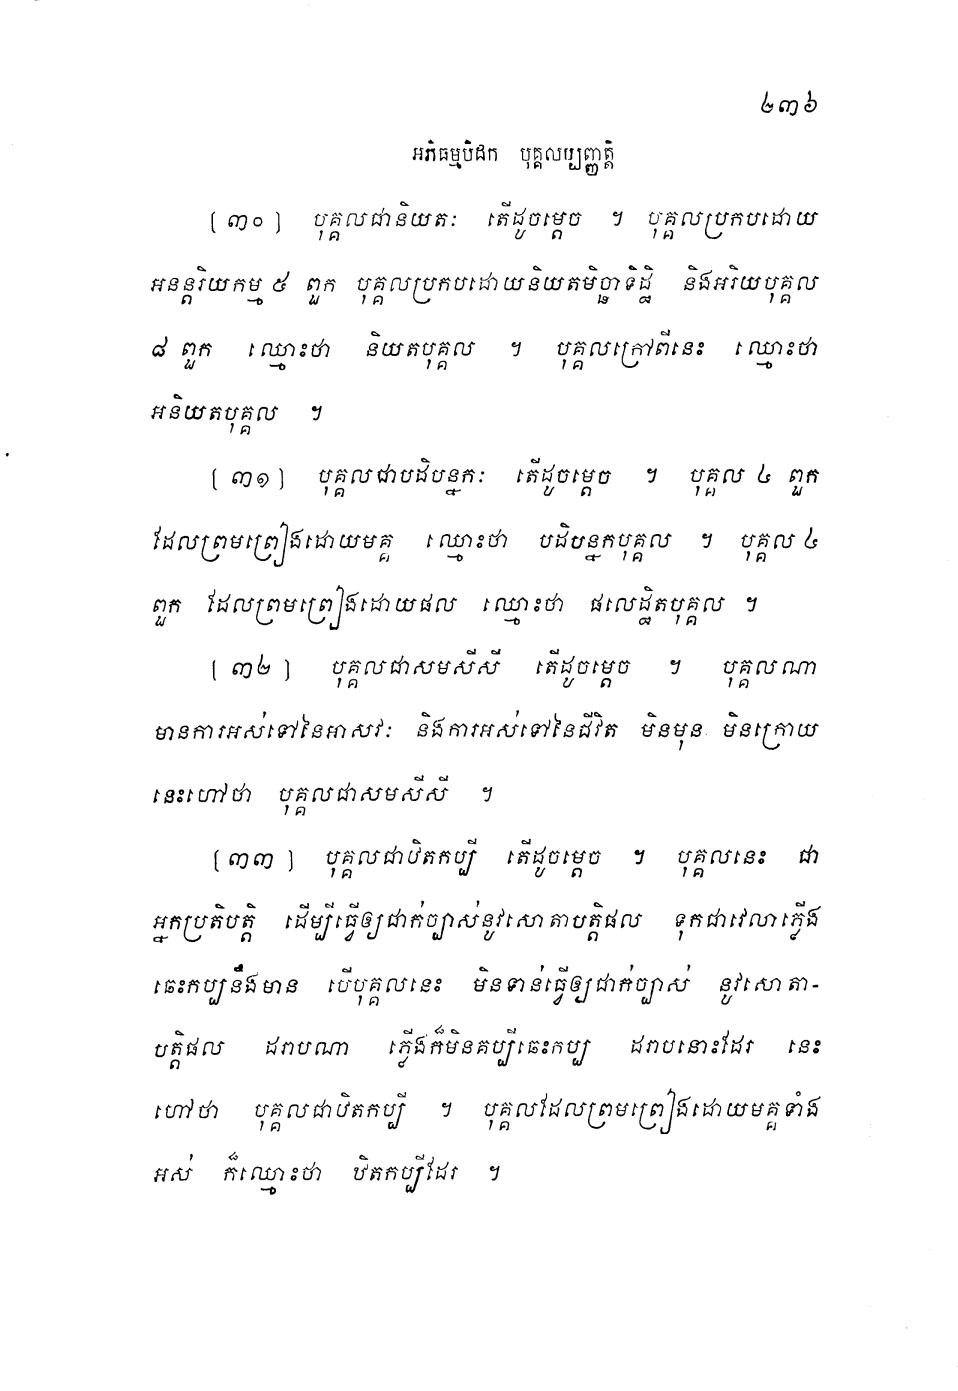 ២៣៦
អភិធម្មបិដក បុគ្គលប្បញ្ញត្តិ
[៣០] បុគ្គលជានិយតៈ តើដូចម្តេច ។ បុគ្គលប្រកបដោយ
អនន្តរិយកម្ម ៥ ពួក បុគ្គលប្រកបដោយនិយតមិច្ឆាទិដ្ឋិ និងអរិយបុគ្គល
៨ ពួក ឈ្មោះថា និយតបុគ្គល ។ បុគ្គលក្រៅពីនេះ ឈ្មោះថា
អនិយតបុគ្គល ។
[៣១] បុគ្គលជាបដិបន្នកៈ តើដូចម្តេច ។ បុគ្គល ៤ ពួក
ដែលព្រមព្រៀងដោយមគ្គ ឈ្មោះថា បដិបន្នកបុគ្គល ។ បុគ្គល ៤
ពួក ដែលព្រមព្រៀងដោយផល ឈ្មោះថា ផលេដ្ឋិតបុគ្គល ។
[៣២] បុគ្គលជាសមសីសី តើដូចម្តេច ។ បុគ្គលណា
មានការអស់ទៅនៃអាសវៈ និងការអស់ទៅនៃជីវិត មិនមុន មិនក្រោយ
នេះហៅថា បុគ្គលជាសមសីសី ។
[៣៣] បុគ្គលជាឋិតកប្បី តើដូចម្តេច ។ បុគ្គលនេះ ជា
អ្នកប្រតិបត្តិ ដើម្បីធ្វើឲ្យជាក់ច្បាស់នូវសោតាបត្តិផល ទុកជាវេលាភ្លើង
ឆេះកប្បនឹងមាន បើបុគ្គលនេះ មិនទាន់ធ្វើឲ្យជាក់ច្បាស់ នូវសោតា-
បត្តិផល ដរាបណា ភ្លើងក៏មិនគប្បីឆេះកប្ប ដរាបនោះដែរ នេះ
ហៅថា បុគ្គលជាឋិតកប្បី ។ បុគ្គលដែលព្រមព្រៀងដោយមគ្គទាំង
អស់ ក៏ឈ្មោះថា ឋិតកប្បីដែរ ។